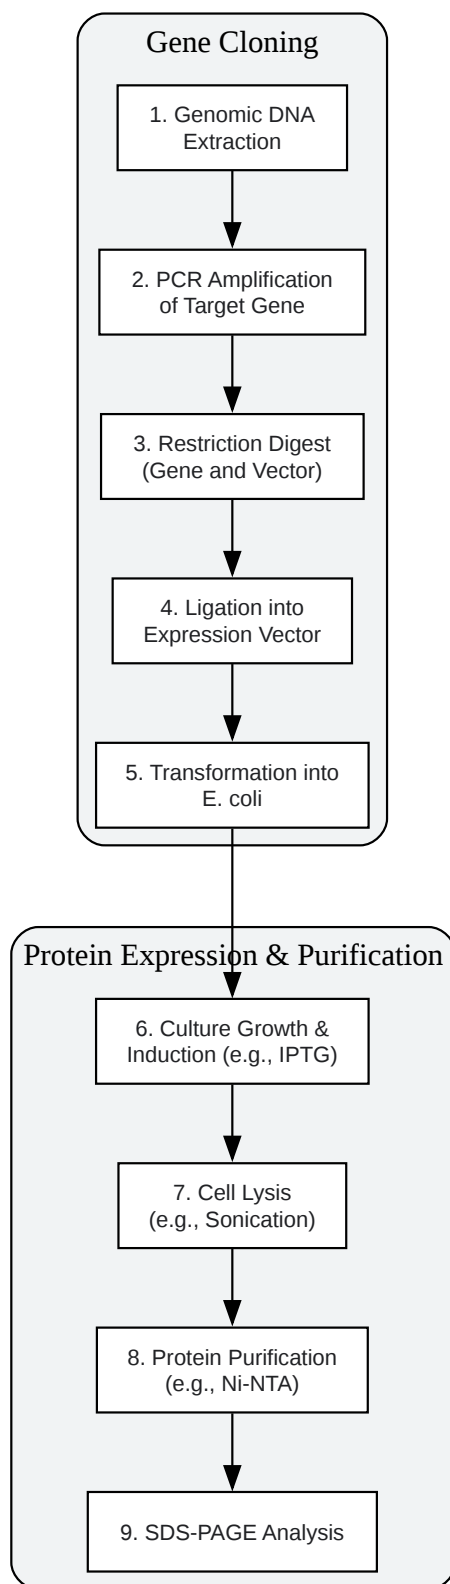 Gene Cloning
1. Genomic DNA
Extraction
2. PCR Amplification
of Target Gene
3. Restriction Digest
(Gene and Vector)
4. Ligation into
Expression Vector
5. Transformation into
E. coli
Protein Expression & Purification
6. Culture Growth &
Induction (e.g., IPTG)
7. Cell Lysis
(e.g., Sonication)
8. Protein Purification
(e.g., Ni-NTA)
9. SDS-PAGE Analysis